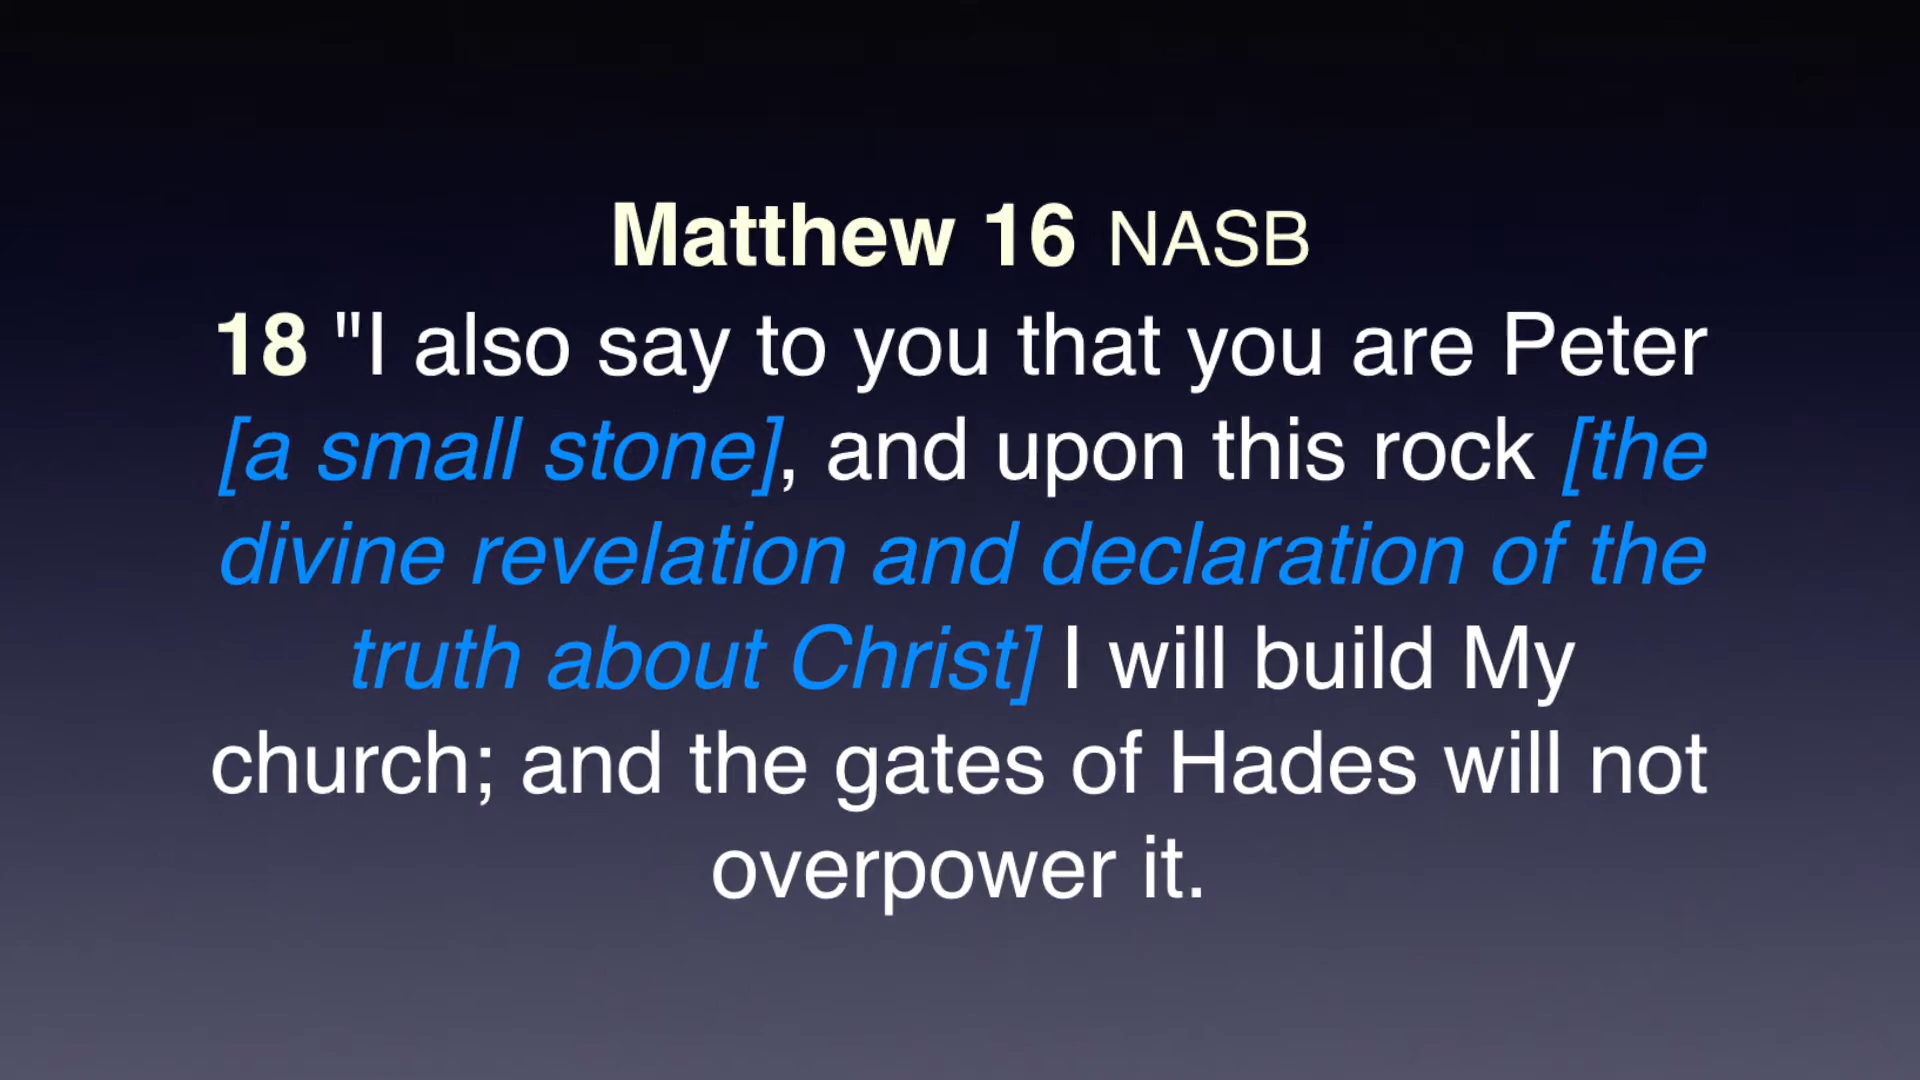 Matthew 16 NASB
18 "I also say to you that you are Peter
[a small stone], and upon this rock [the
divine revelation and declaration of the
truth about Christ] I will build My
church; and the gates of Hades will not
overpower it.